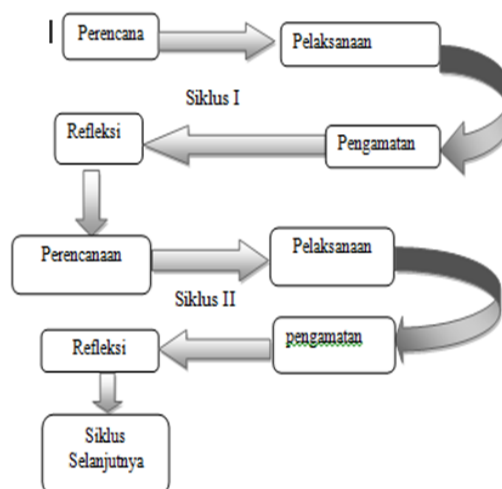 Perencana
Pelaksanaan
Siklus I
Refleksi
Pengamatan
Perencanaan
Pelaksanaan
Siklus II
Refleksi
pengamatan
Siklus
Selanjutnya